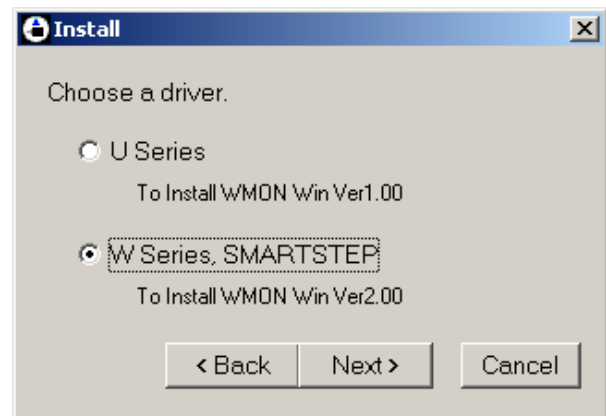 Install
Choose a driver.
U Series
To Install WMON Win Ver1.00
W Series, SMARTSTEP
To Install WMON Win Ver2.00
< Back Next > Cancel